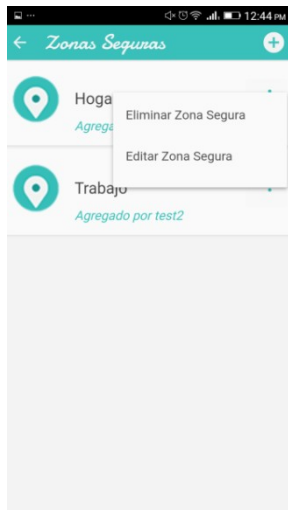 12:44 PM
Zonas Seguras
Hoga
Agrega
Eliminar Zona Segura
Editar Zona Segura
Trabajo
Agregado por test2